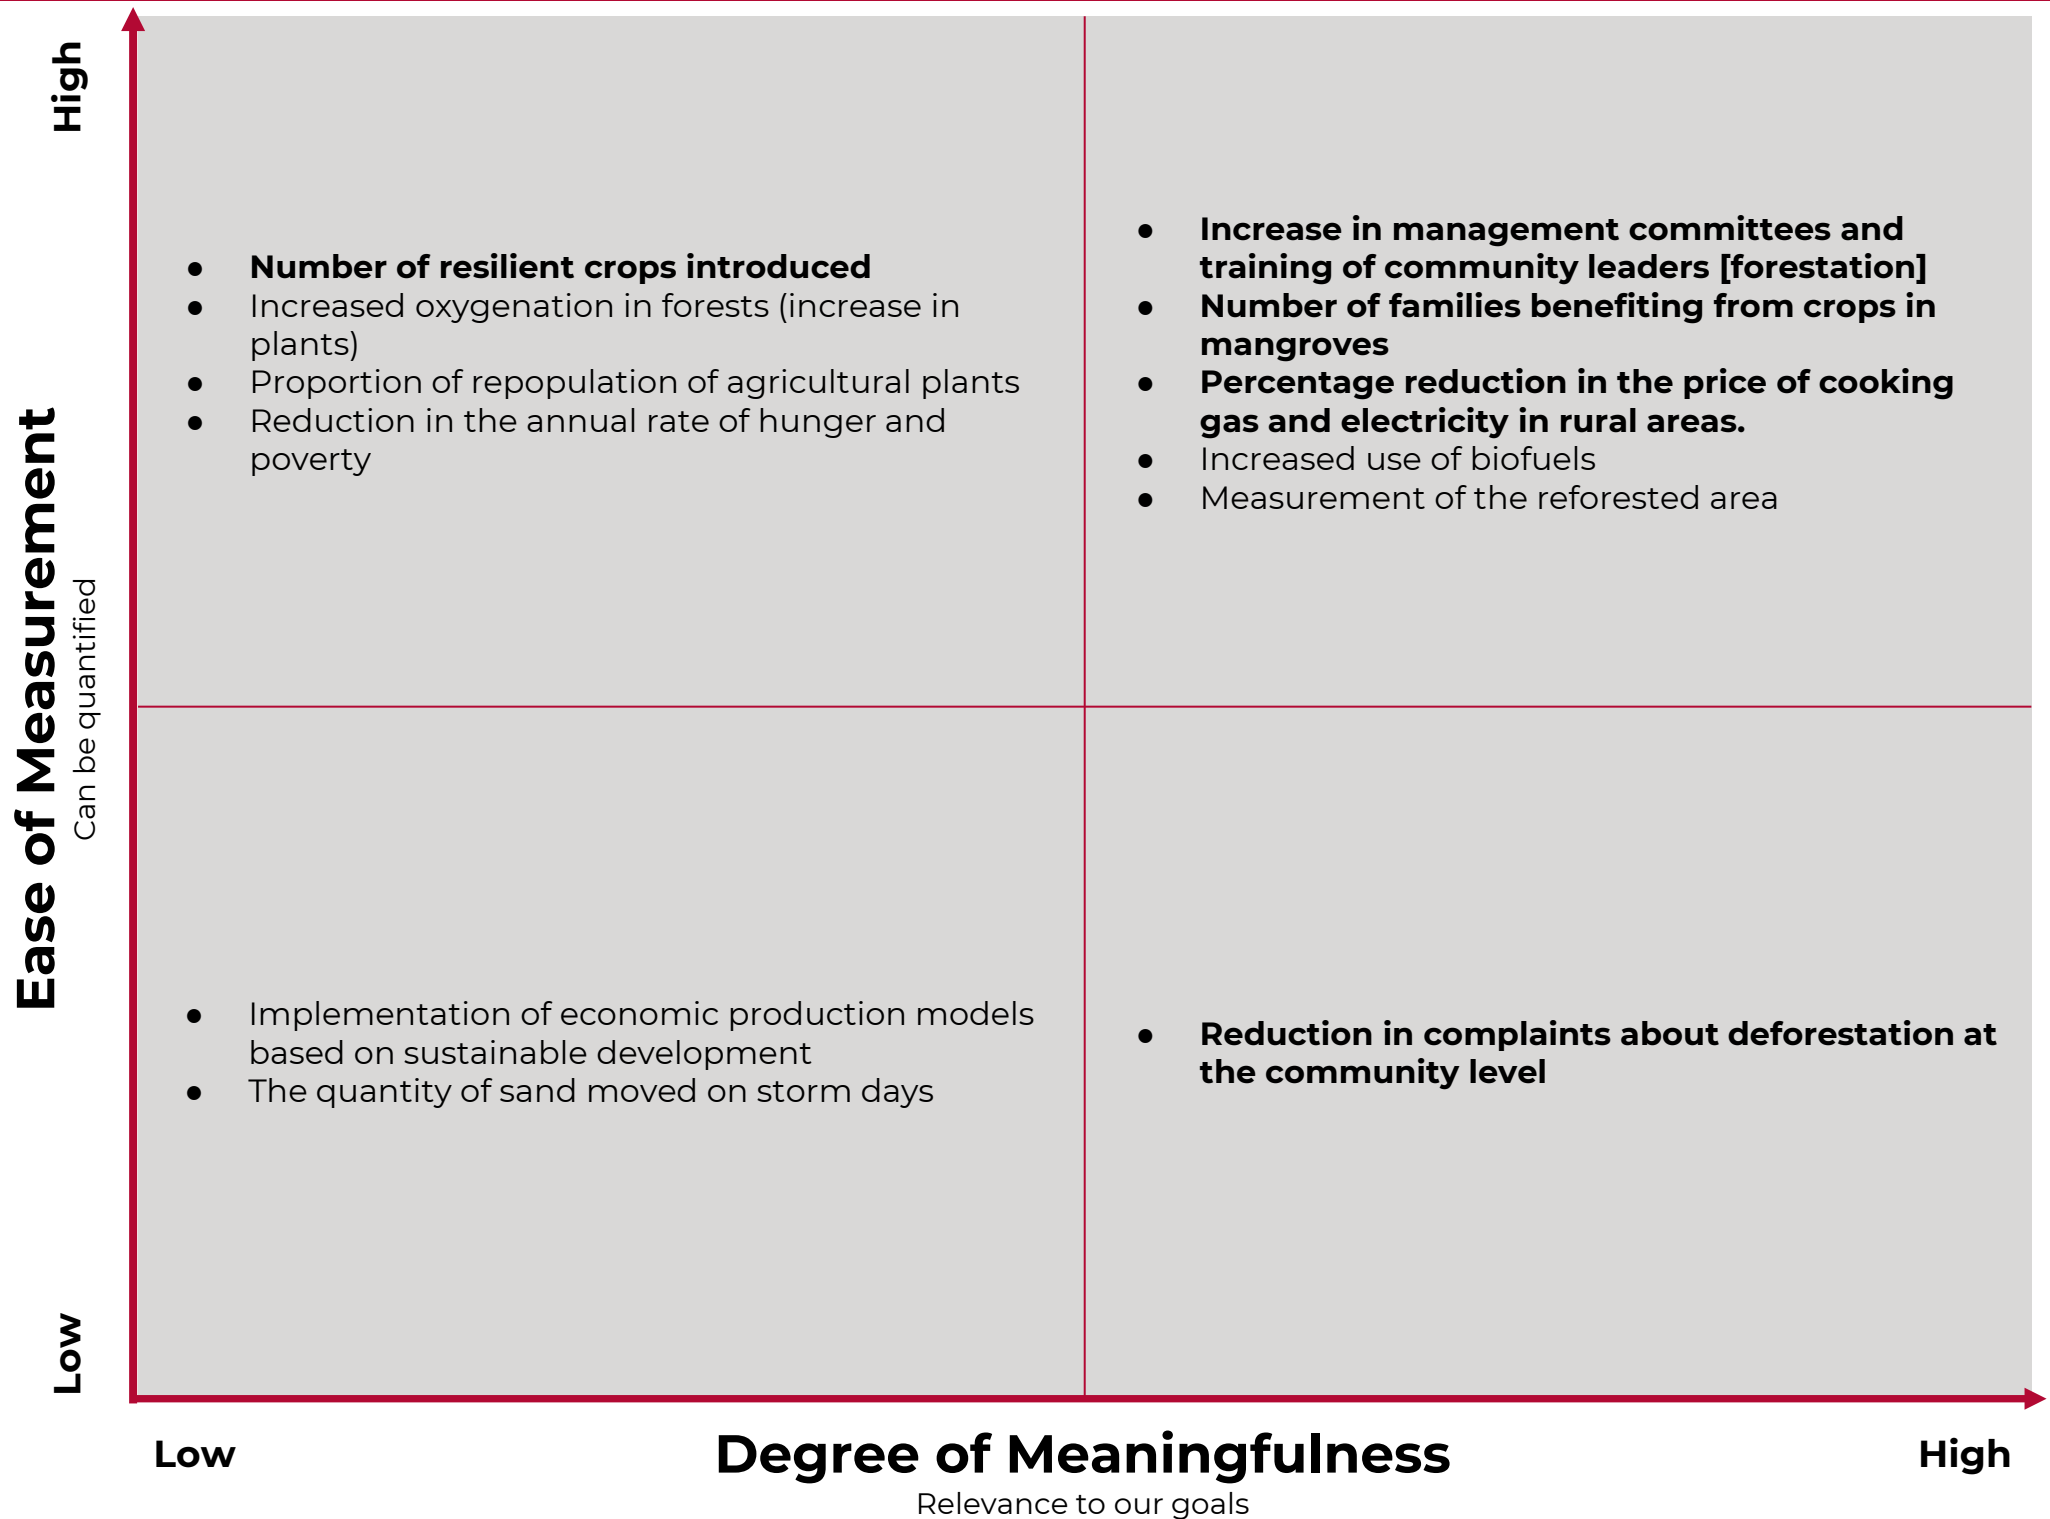 High
Ease of Measurement
Can be quantified
Low
● Number of resilient crops introduced
● Increased oxygenation in forests (increase in
plants)
● Proportion of repopulation of agricultural plants
● Reduction in the annual rate of hunger and
poverty
● Increase in management committees and
training of community leaders [forestation]
● Number of families benefiting from crops in
mangroves
● Percentage reduction in the price of cooking
gas and electricity in rural areas.
● Increased use of biofuels
● Measurement of the reforested area
● Implementation of economic production models
based on sustainable development
● The quantity of sand moved on storm days
● Reduction in complaints about deforestation at
the community level
Low
Degree of Meaningfulness
High
Relevance to our goals